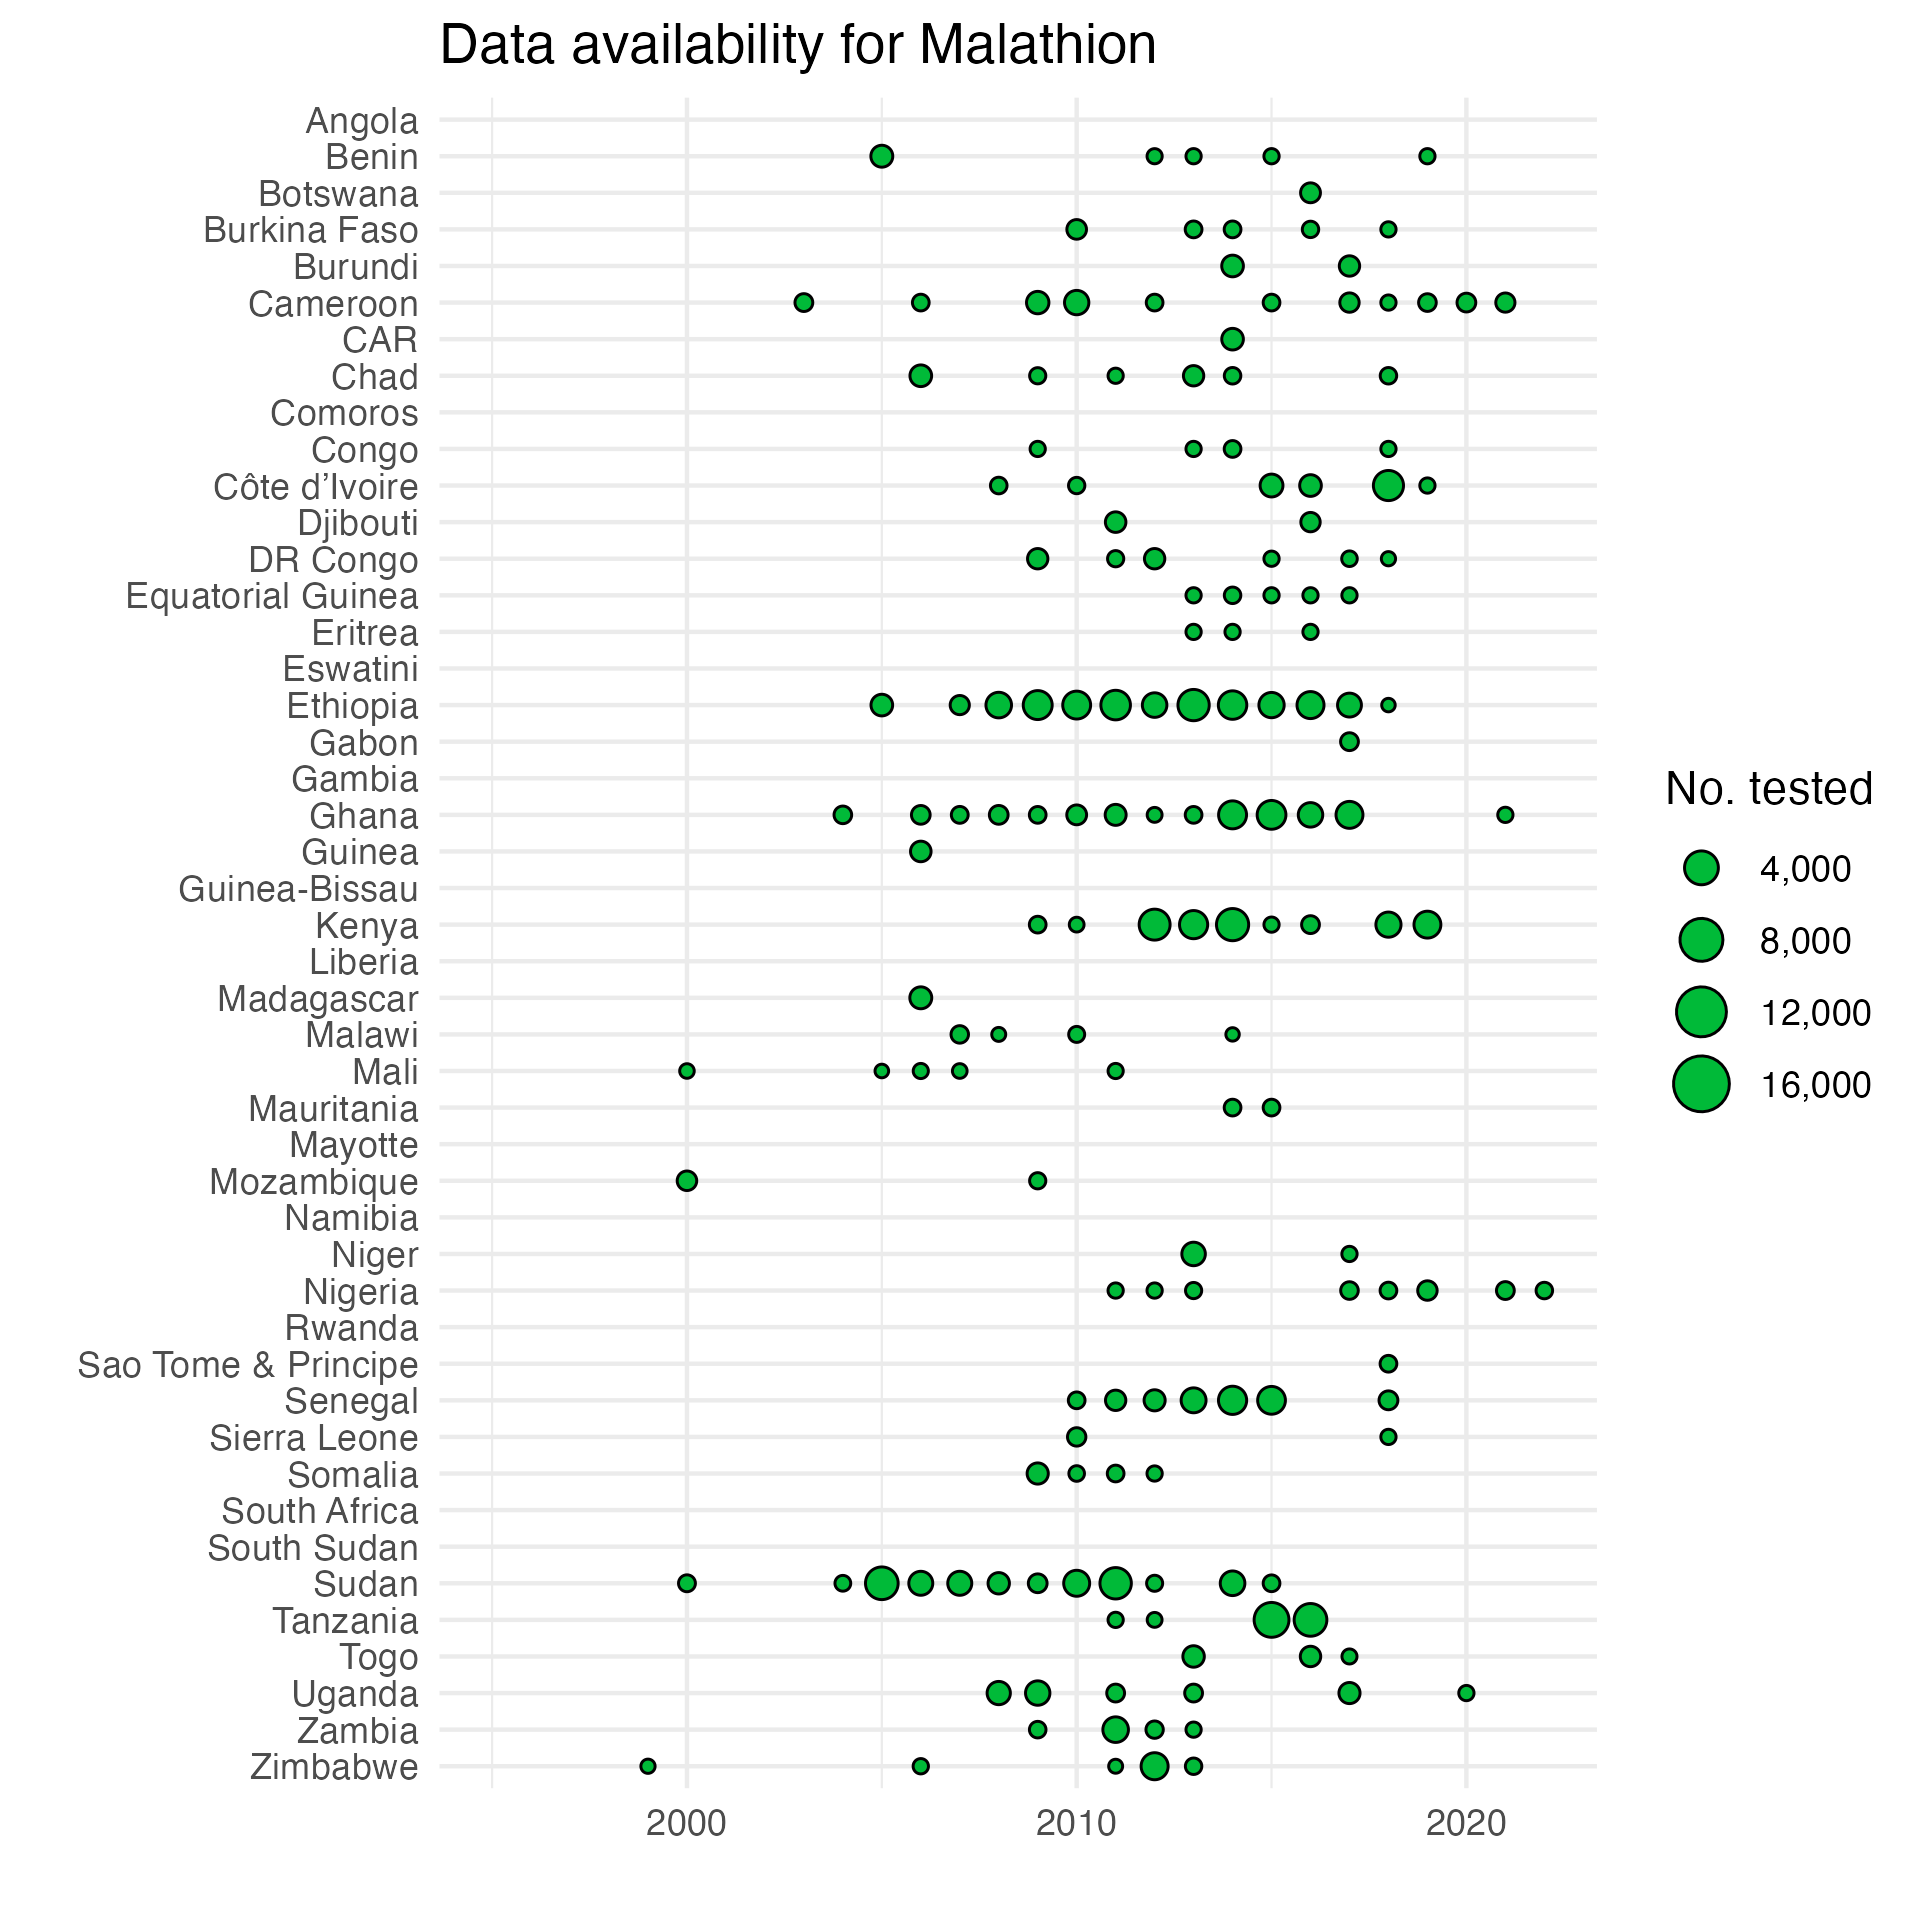 Data availability for Malathion
Angola
Benin
Botswana
Burkina Faso
Burundi
Cameroon
CAR
Chad
Comoros
Congo
Côte d’Ivoire
Djibouti
DR Congo
Equatorial Guinea
Eritrea
Eswatini
Ethiopia
Gabon
Gambia
Ghana
Guinea
Guinea-Bissau
Kenya
Liberia
Madagascar
Malawi
Mali
Mauritania
Mayotte
Mozambique
Namibia
Niger
Nigeria
Rwanda
Sao Tome & Principe
Senegal
Sierra Leone
Somalia
South Africa
South Sudan
Sudan
Tanzania
Togo
Uganda
Zambia
Zimbabwe
2000 2010 2020
No. tested
4,000
8,000
12,000
16,000